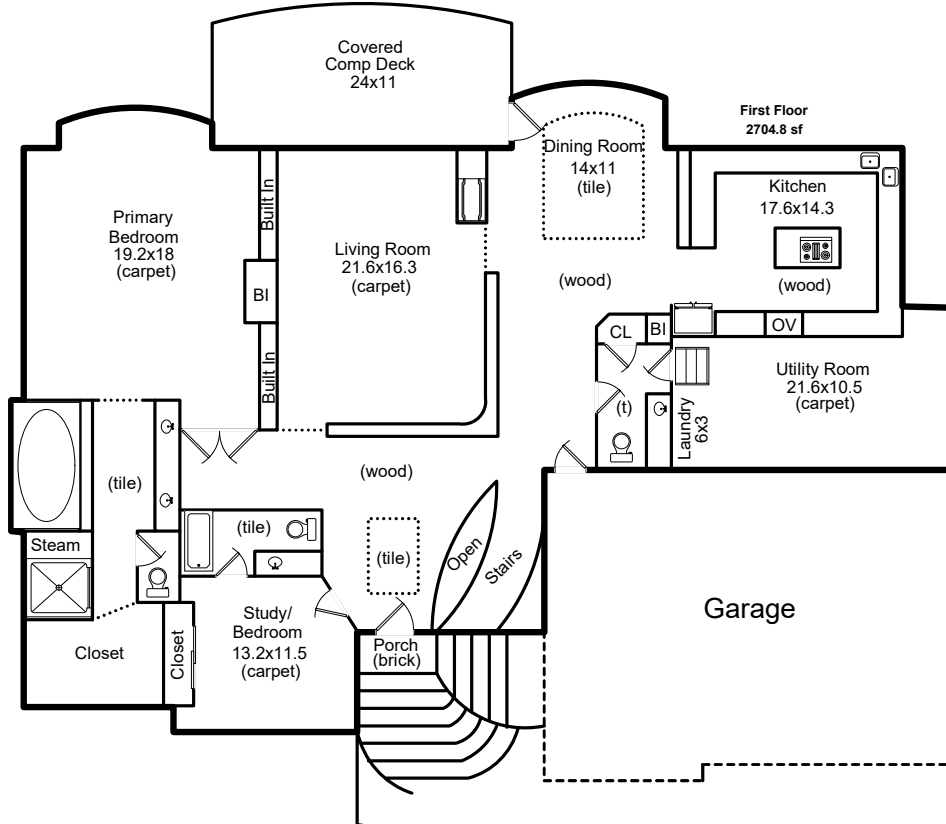 Covered
Comp Deck
24x11
First Floor
2704.8 sf
Dining Room
14x11
(tile)
Kitchen
17.6x14.3
(wood)
Primary
Bedroom
19.2x18
(carpet)
Built In
BI
Built In
Living Room
21.6x16.3
(carpet)
(wood)
CL
BI
OV
Utility Room
21.6x10.5
(carpet)
(t)
Laundry
6x3
(tile)
(wood)
Steam
(tile)
(tile)
Open
Stairs
Garage
Closet
Closet
Study/
Bedroom
13.2x11.5
(carpet)
Porch
(brick)